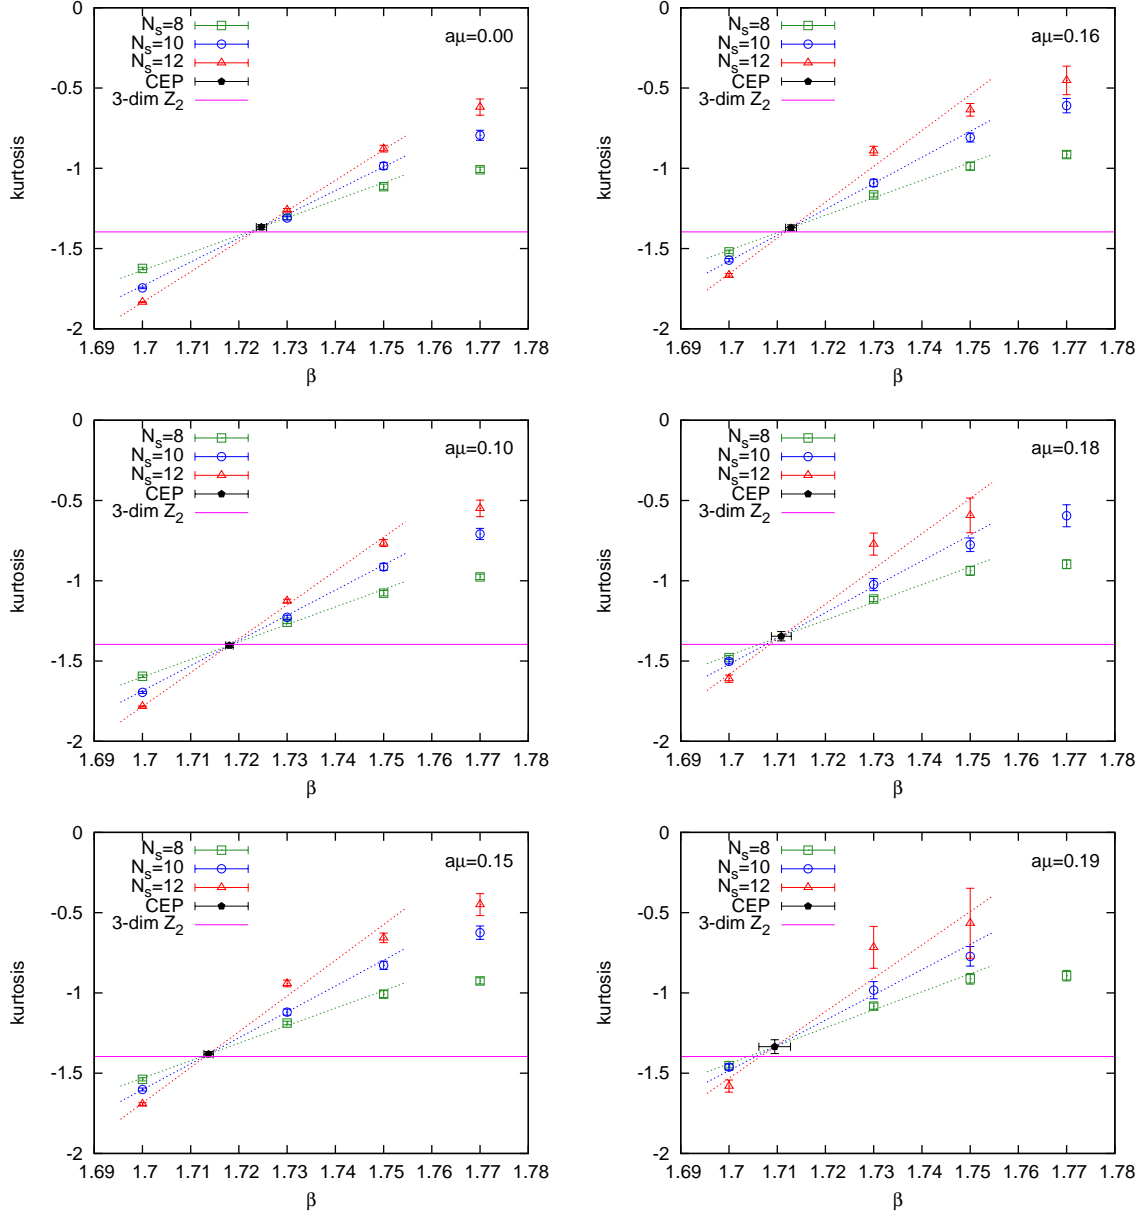 N_s=8
N_s=10
N_s=12
CEP
3-dim Z_2
aμ=0.00
kurtosis
0
-0.5
-1
-1.5
-2
1.69 1.7 1.71 1.72 1.73 1.74 1.75 1.76 1.77 1.78
β
N_s=8
N_s=10
N_s=12
CEP
3-dim Z_2
aμ=0.16
kurtosis
0
-0.5
-1
-1.5
-2
1.69 1.7 1.71 1.72 1.73 1.74 1.75 1.76 1.77 1.78
β
N_s=8
N_s=10
N_s=12
CEP
3-dim Z_2
aμ=0.10
kurtosis
0
-0.5
-1
-1.5
-2
1.69 1.7 1.71 1.72 1.73 1.74 1.75 1.76 1.77 1.78
β
N_s=8
N_s=10
N_s=12
CEP
3-dim Z_2
aμ=0.18
kurtosis
0
-0.5
-1
-1.5
-2
1.69 1.7 1.71 1.72 1.73 1.74 1.75 1.76 1.77 1.78
β
N_s=8
N_s=10
N_s=12
CEP
3-dim Z_2
aμ=0.15
kurtosis
0
-0.5
-1
-1.5
-2
1.69 1.7 1.71 1.72 1.73 1.74 1.75 1.76 1.77 1.78
β
N_s=8
N_s=10
N_s=12
CEP
3-dim Z_2
aμ=0.19
kurtosis
0
-0.5
-1
-1.5
-2
1.69 1.7 1.71 1.72 1.73 1.74 1.75 1.76 1.77 1.78
β